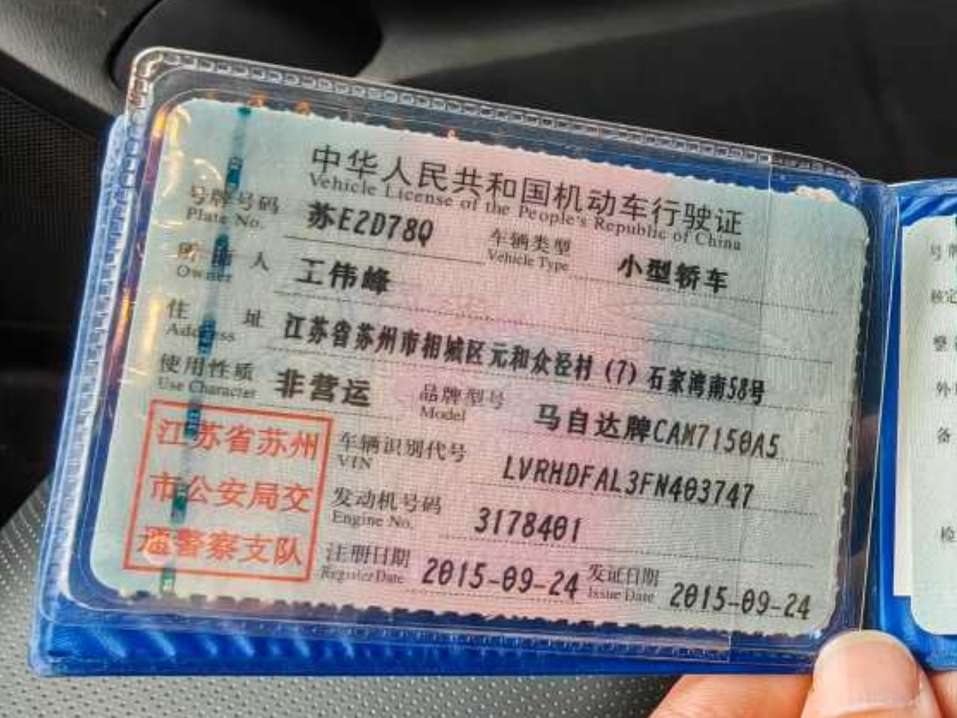 中华人民共和国机动车行驶证
Vehicle License of the People's Republic of China
号牌号码 苏E2D78Q 车辆类型 小型轿车
Plate No. Vehicle Type
所有人 王伟峰
Owner
住址 江苏省苏州市相城区元和众泾村(7)石家湾南58号
Address
使用性质 非营运 品牌型号 马自达牌CAM7150A5
Use Character Model
江苏省苏州
市公安局交
通警察支队
车辆识别代号 LVRHDFAL3FN403747
VIN
发动机号码 3178401
Engine No.
注册日期 2015-09-24 发证日期 2015-09-24
Register Date Issue Date
号牌
核定
整
外
备
检